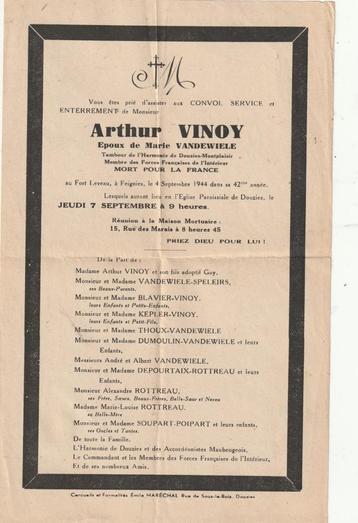 M
Vous êtes prié d'assister aux CONVOI, SERVICE et
ENTERREMENT de Monsieur
Arthur VINOY
Epoux de Marie VANDEWIELE
Tambour de l'Harmonie de Douzies-Montplaisir
Membre des Forces Françaises de l'Intérieur
MORT POUR LA FRANCE
au Fort Leveau, à Feignies, le 4 Septembre 1944 dans sa 42me année.
Lesquels auront lieu en l'Eglise Paroissiale de Douzies, le
JEUDI 7 SEPTEMBRE à 9 heures.
Réunion à la Maison Mortuaire :
15, Rue des Marais à 8 heures 45
PRIEZ DIEU POUR LUI !
De la Part de :
Madame Arthur VINOY et son fils adoptif Guy,
Monsieur et Madame VANDEWIELE-SPELEIRS,
ses Beaux-Parents.
Monsieur et Madame BLAVIER-VINOY,
leurs Enfants et Petits-Enfants,
Monsieur et Madame KEPLER-VINOY,
leurs Enfants et Petit-Fils,
Monsieur et Madame THOUX-VANDEWIELE
Monsieur et Madame DUMOULIN-VANDEWIELE et leurs
Enfants,
Messieurs André et Albert VANDEWIELE,
Monsieur et Madame DEPOURTAIX-ROTTREAU et leurs
Enfants,
Monsieur Alexandre ROTTREAU,
ses Frère, Sœurs, Beaux-Frères, Belle-Sœur et Neveu
Madame Marie-Louise ROTTREAU,
sa Belle-Mère
Monsieur et Madame SOUPART-POIPART et leurs enfants,
ses Oncles et Tantes.
De toute la Famille,
L'Harmonie de Douzies et des Accordéonistes Maubeugeois,
Le Commandant et les Membres des Forces Françaises de l'Intérieur,
Et de ses nombreux Amis.
Cercueils et Formalités Emile MARÉCHAL Rue de Sous-le-Bois, Douzies